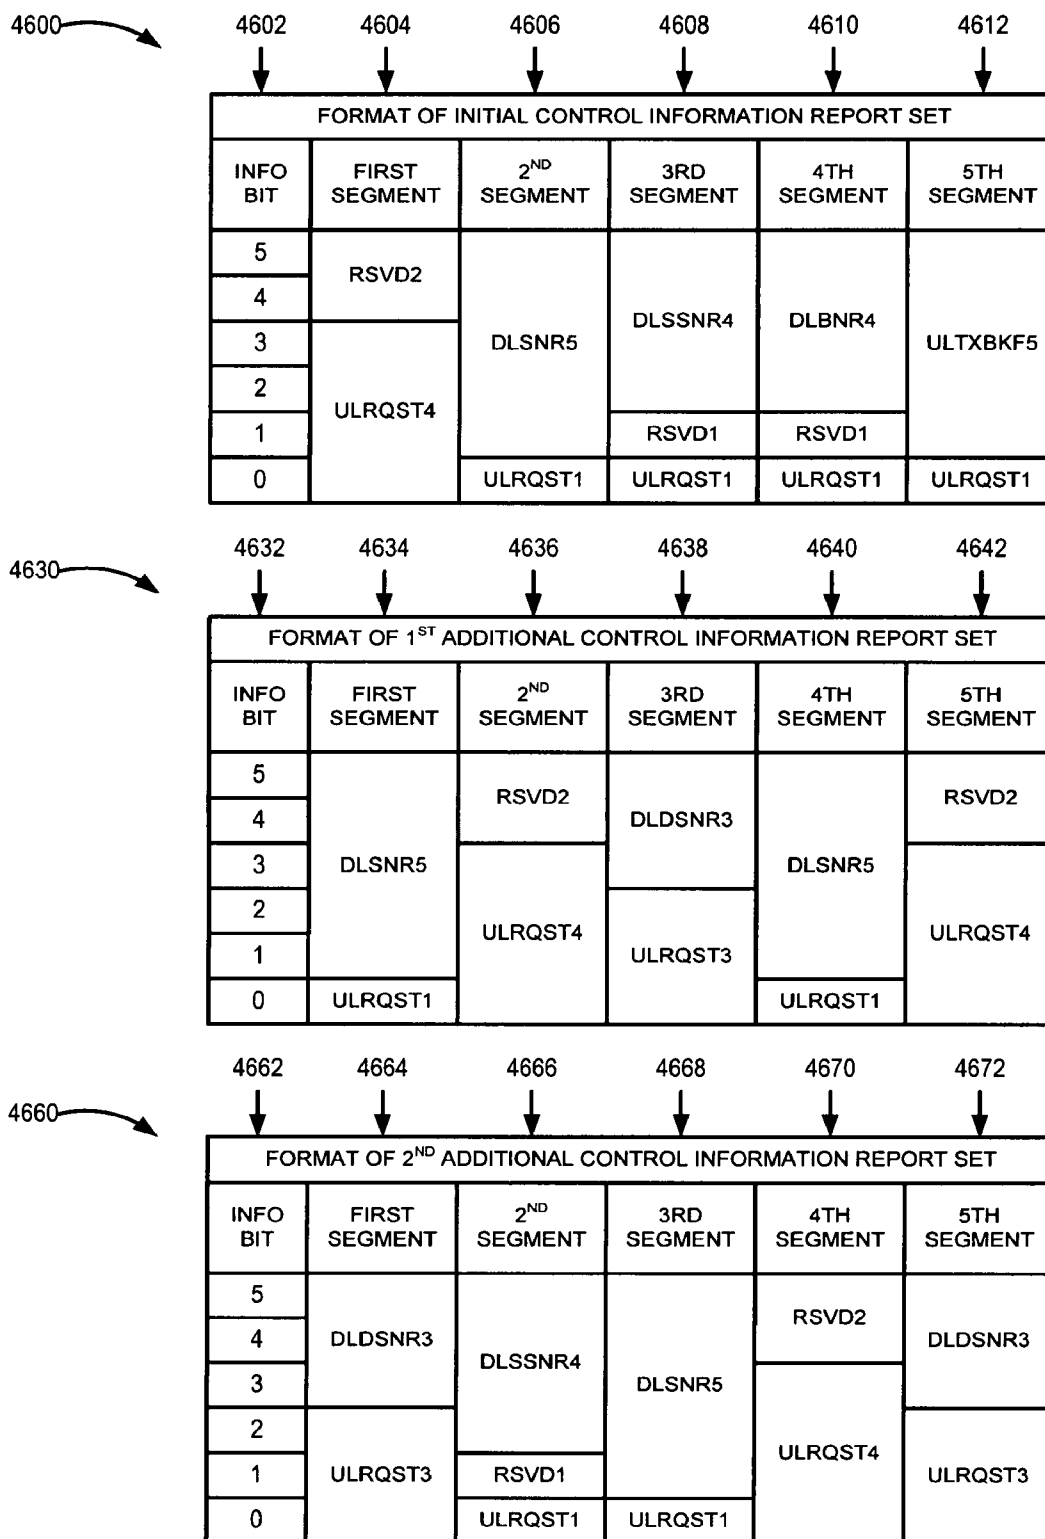 4600 4602 4604 4606 4608 4610 4612
FORMAT OF INITIAL CONTROL INFORMATION REPORT SET
INFO BIT FIRST SEGMENT 2ND SEGMENT 3RD SEGMENT 4TH SEGMENT 5TH SEGMENT
5
RSVD2
4
3 DLSNR5 DLSSNR4 DLBNR4 ULTXBKF5
2
ULRQST4
1 RSVD1 RSVD1
0 ULRQST1 ULRQST1 ULRQST1 ULRQST1
4630 4632 4634 4636 4638 4640 4642
FORMAT OF 1ST ADDITIONAL CONTROL INFORMATION REPORT SET
INFO BIT FIRST SEGMENT 2ND SEGMENT 3RD SEGMENT 4TH SEGMENT 5TH SEGMENT
5
RSVD2 RSVD2
4 DLDSNR3
3 DLSNR5 DLSNR5
2
ULRQST4 ULRQST4
1 ULRQST3
0 ULRQST1 ULRQST1
4660 4662 4664 4666 4668 4670 4672
FORMAT OF 2ND ADDITIONAL CONTROL INFORMATION REPORT SET
INFO BIT FIRST SEGMENT 2ND SEGMENT 3RD SEGMENT 4TH SEGMENT 5TH SEGMENT
5
RSVD2
4 DLDSNR3 DLDSNR3
DLSSNR4
3 DLSNR5
2
ULRQST4
1 ULRQST3 RSVD1 ULRQST3
0 ULRQST1 ULRQST1